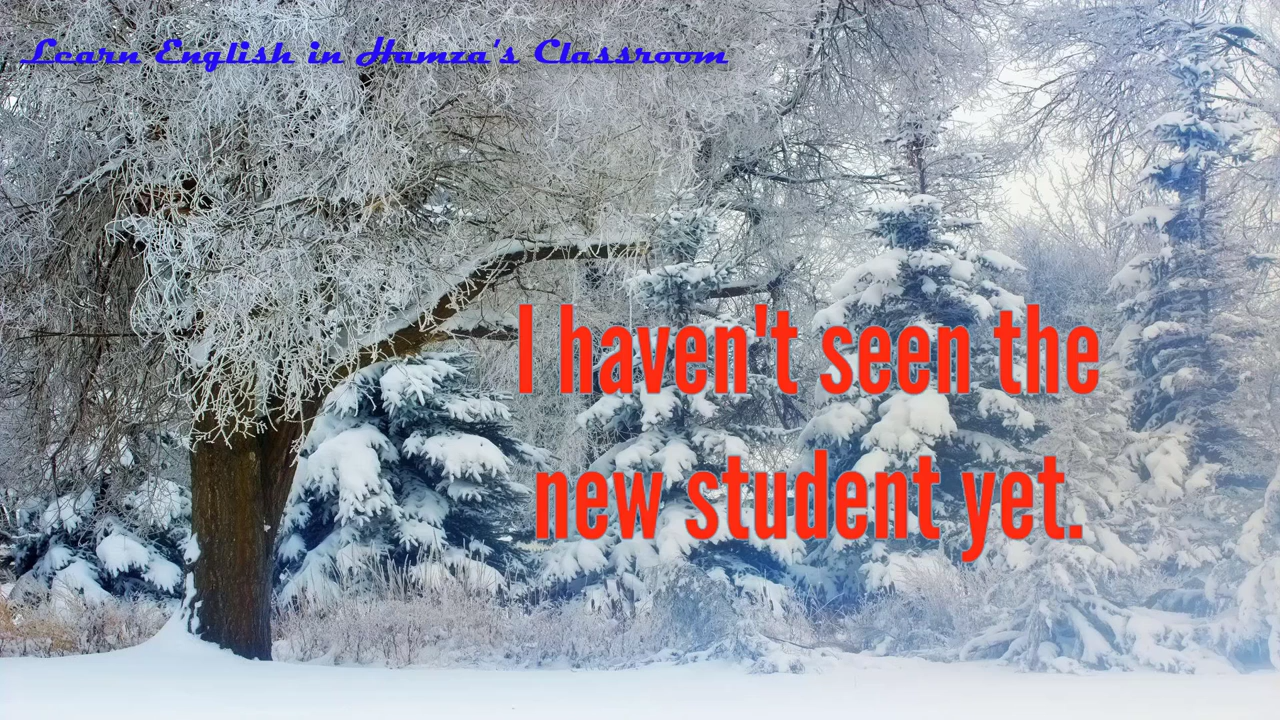 Learn English in Hamza's Classroom
I haven't seen the
new student yet.